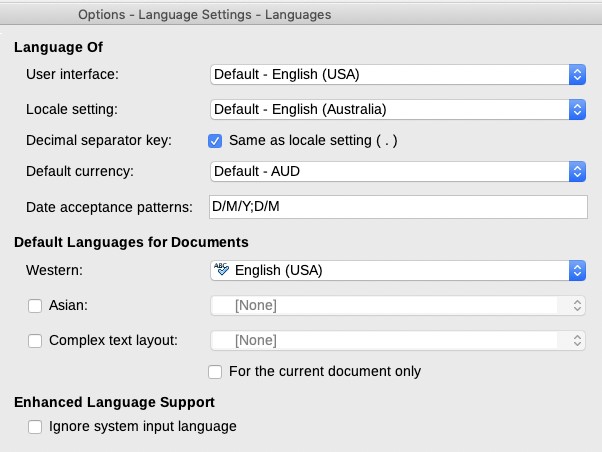 Options - Language Settings - Languages
Language Of
User interface: Default - English (USA)
Locale setting: Default - English (Australia)
Decimal separator key: Same as locale setting ( . )
Default currency: Default - AUD
Date acceptance patterns: D/M/Y;D/M
Default Languages for Documents
Western: ABC English (USA)
Asian: [None]
Complex text layout: [None]
For the current document only
Enhanced Language Support
Ignore system input language